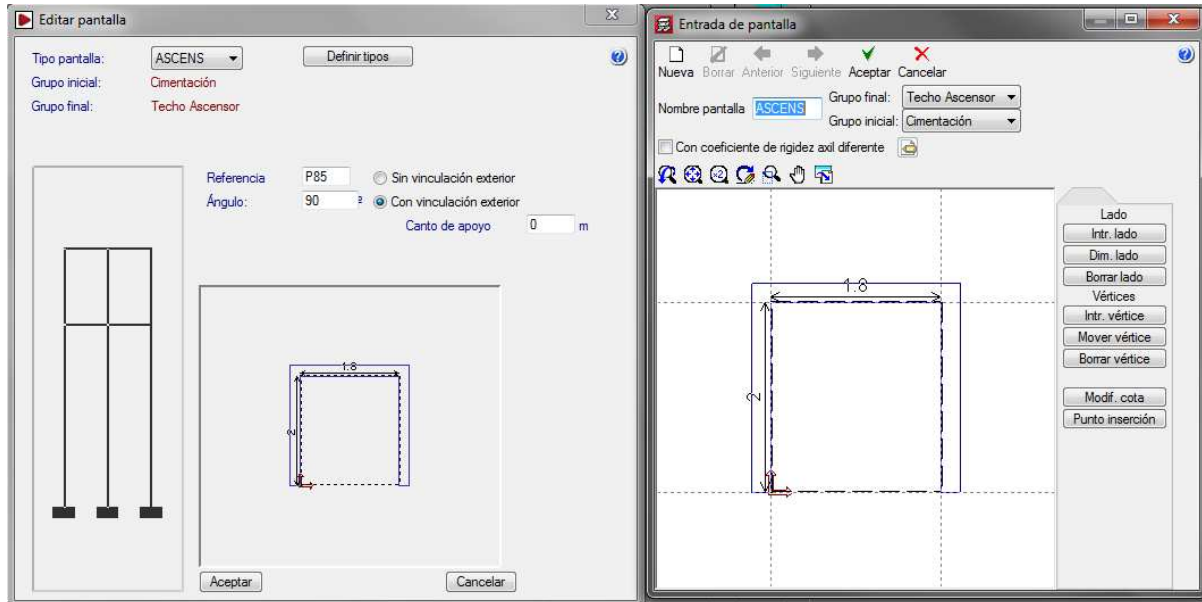 Editar pantalla
Tipo pantalla: ASCENS Definir tipos
Grupo inicial: Cimentación
Grupo final: Techo Ascensor
Referencia P85 Sin vinculación exterior
Ángulo: 90 º Con vinculación exterior
Canto de apoyo 0 m
1.8
2
Aceptar Cancelar
Entrada de pantalla
Nueva Borrar Anterior Siguiente Aceptar Cancelar
Nombre pantalla ASCENS Grupo final: Techo Ascensor
Grupo inicial: Cimentación
Con coeficiente de rigidez axil diferente
x2
1.8
2
Lado
Intr. lado
Dim. lado
Borrar lado
Vértices
Intr. vértice
Mover vértice
Borrar vértice
Modif. cota
Punto inserción